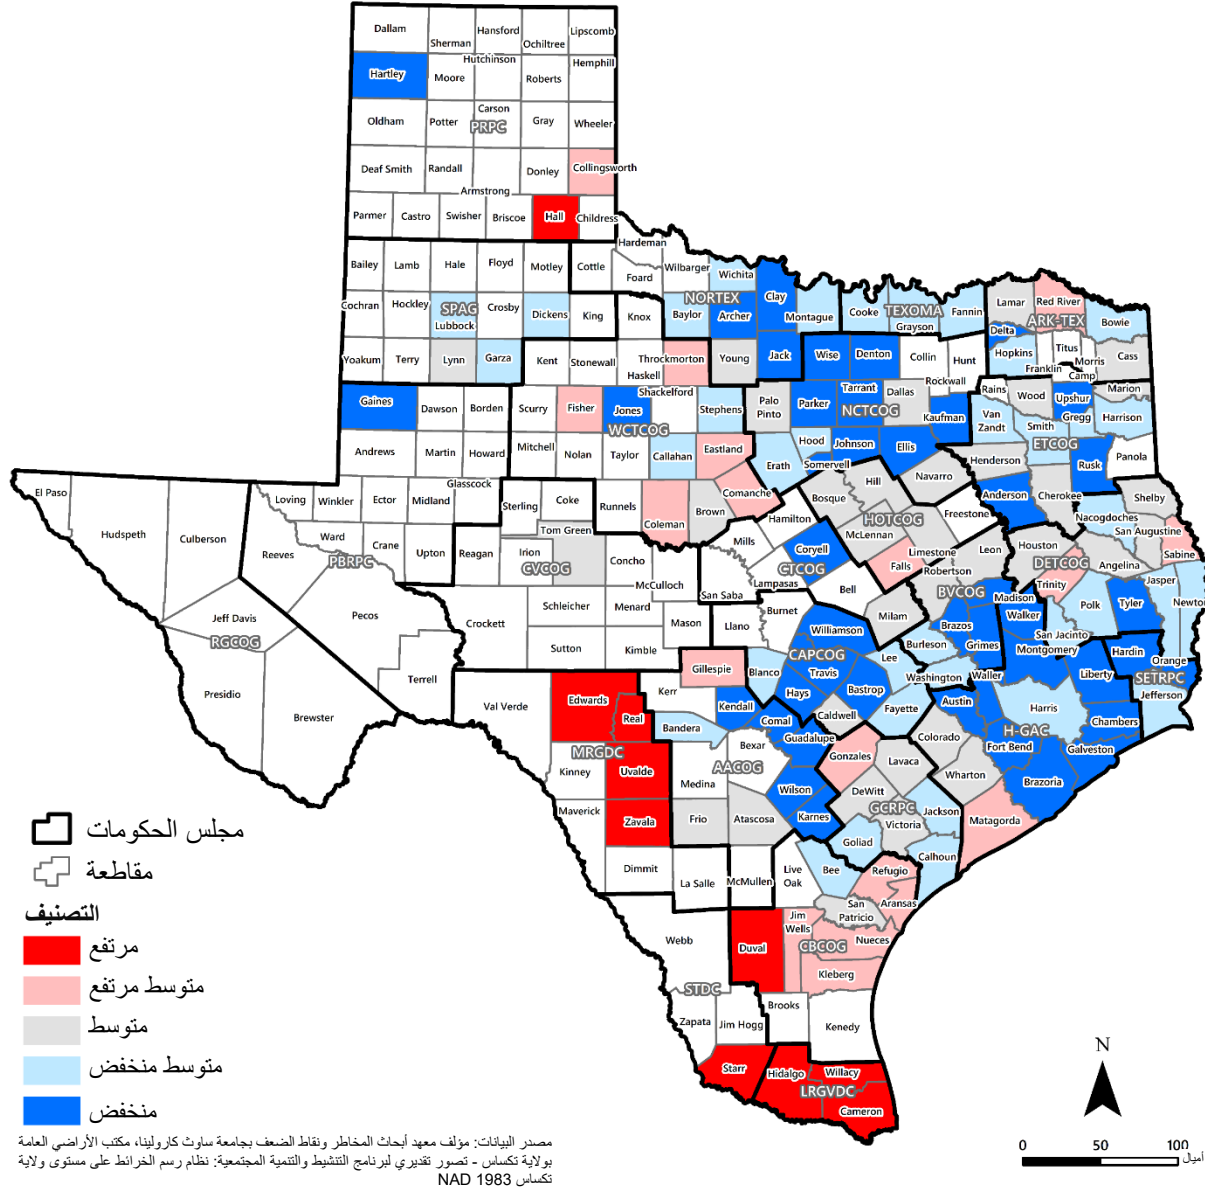 Dallam
Sherman
Hansford
Ochiltree
Lipscomb
Hartley
Moore
Hutchinson
Roberts
Hemphill
Oldham
Potter
Carson
PRPC
Gray
Wheeler
Deaf Smith
Randall
Armstrong
Donley
Collingsworth
Parmer
Castro
Swisher
Briscoe
Hall
Childress
Bailey
Lamb
Hale
Floyd
Motley
Cottle
Hardeman
Foard
Wilbarger
Wichita
Clay
Cochran
Hockley
SPAG
Lubbock
Crosby
Dickens
King
Knox
NORTEX
Baylor
Archer
Montague
Cooke
TEXOMA
Grayson
Fannin
Lamar
Red River
ARK-TEX
Bowie
Delta
Yoakum
Terry
Lynn
Garza
Kent
Stonewall
Haskell
Throckmorton
Young
Jack
Wise
Denton
Collin
Hunt
Hopkins
Franklin
Titus
Morris
Camp
Cass
Gaines
Dawson
Borden
Scurry
Fisher
Jones
Shackelford
WCTCOG
Stephens
Palo
Pinto
Parker
Tarrant
NCTCOG
Dallas
Rockwall
Kaufman
Rains
Wood
Upshur
Marion
Gregg
Harrison
Van
Zandt
Smith
ETCOG
Andrews
Martin
Howard
Mitchell
Nolan
Taylor
Callahan
Eastland
Erath
Hood
Somervell
Johnson
Ellis
Henderson
Rusk
Panola
El Paso
Hudspeth
Culberson
Loving
Winkler
Ector
Midland
Glasscock
Sterling
Coke
Runnels
Coleman
Brown
Comanche
Hamilton
Bosque
Hill
Navarro
HOTCOG
McLennan
Freestone
Limestone
Anderson
Cherokee
Shelby
Nacogdoches
San Augustine
Sabine
Reeves
Ward
Crane
PBRPC
Upton
Reagan
Irion
CVCOG
Tom Green
Concho
McCulloch
Mills
San Saba
Lampasas
Coryell
CTCOG
Bell
Falls
Robertson
Leon
BVCOG
Houston
DETCOG
Trinity
Angelina
Jasper
Newton
Jeff Davis
RGCOG
Presidio
Brewster
Pecos
Terrell
Crockett
Schleicher
Menard
Mason
Sutton
Kimble
Llano
Burnet
Williamson
Milam
Madison
Walker
Polk
Tyler
San Jacinto
Brazos
Grimes
Burleson
Montgomery
Hardin
Orange
SETRPC
Jefferson
Liberty
Val Verde
Edwards
Real
Kerr
Gillespie
Blanco
CAPCOG
Travis
Hays
Bastrop
Lee
Washington
Waller
Austin
Fayette
Harris
H-GAC
Chambers
Galveston
Kendall
Bandera
Comal
Guadalupe
Caldwell
Colorado
Fort Bend
Brazoria
MRGDC
Kinney
Uvalde
Medina
Bexar
AACOG
Wilson
Gonzales
Lavaca
Wharton
Matagorda
Maverick
Zavala
Frio
Atascosa
Karnes
DeWitt
GCRPC
Victoria
Jackson
Goliad
Calhoun
Dimmit
La Salle
McMullen
Live
Oak
Bee
Refugio
Aransas
San
Patricio
Webb
Duval
Jim
Wells
Nueces
CBCOG
Kleberg
STDC
Zapata
Jim Hogg
Brooks
Kenedy
Starr
Hidalgo
Willacy
LRGVDC
Cameron
مجلس الحكومات
مقاطعة
التصنيف
مرتفع
متوسط مرتفع
متوسط
متوسط منخفض
منخفض
مصدر البيانات: مؤلف معهد أبحاث المخاطر ونقاط الضعف بجامعة ساوث كارولينا، مكتب الأراضي العامة
بولاية تكساس - تصور تقديري لبرنامج التنشيط والتنمية المجتمعية: نظام رسم الخرائط على مستوى ولاية
تكساس NAD 1983
N
0 50 100
أميال